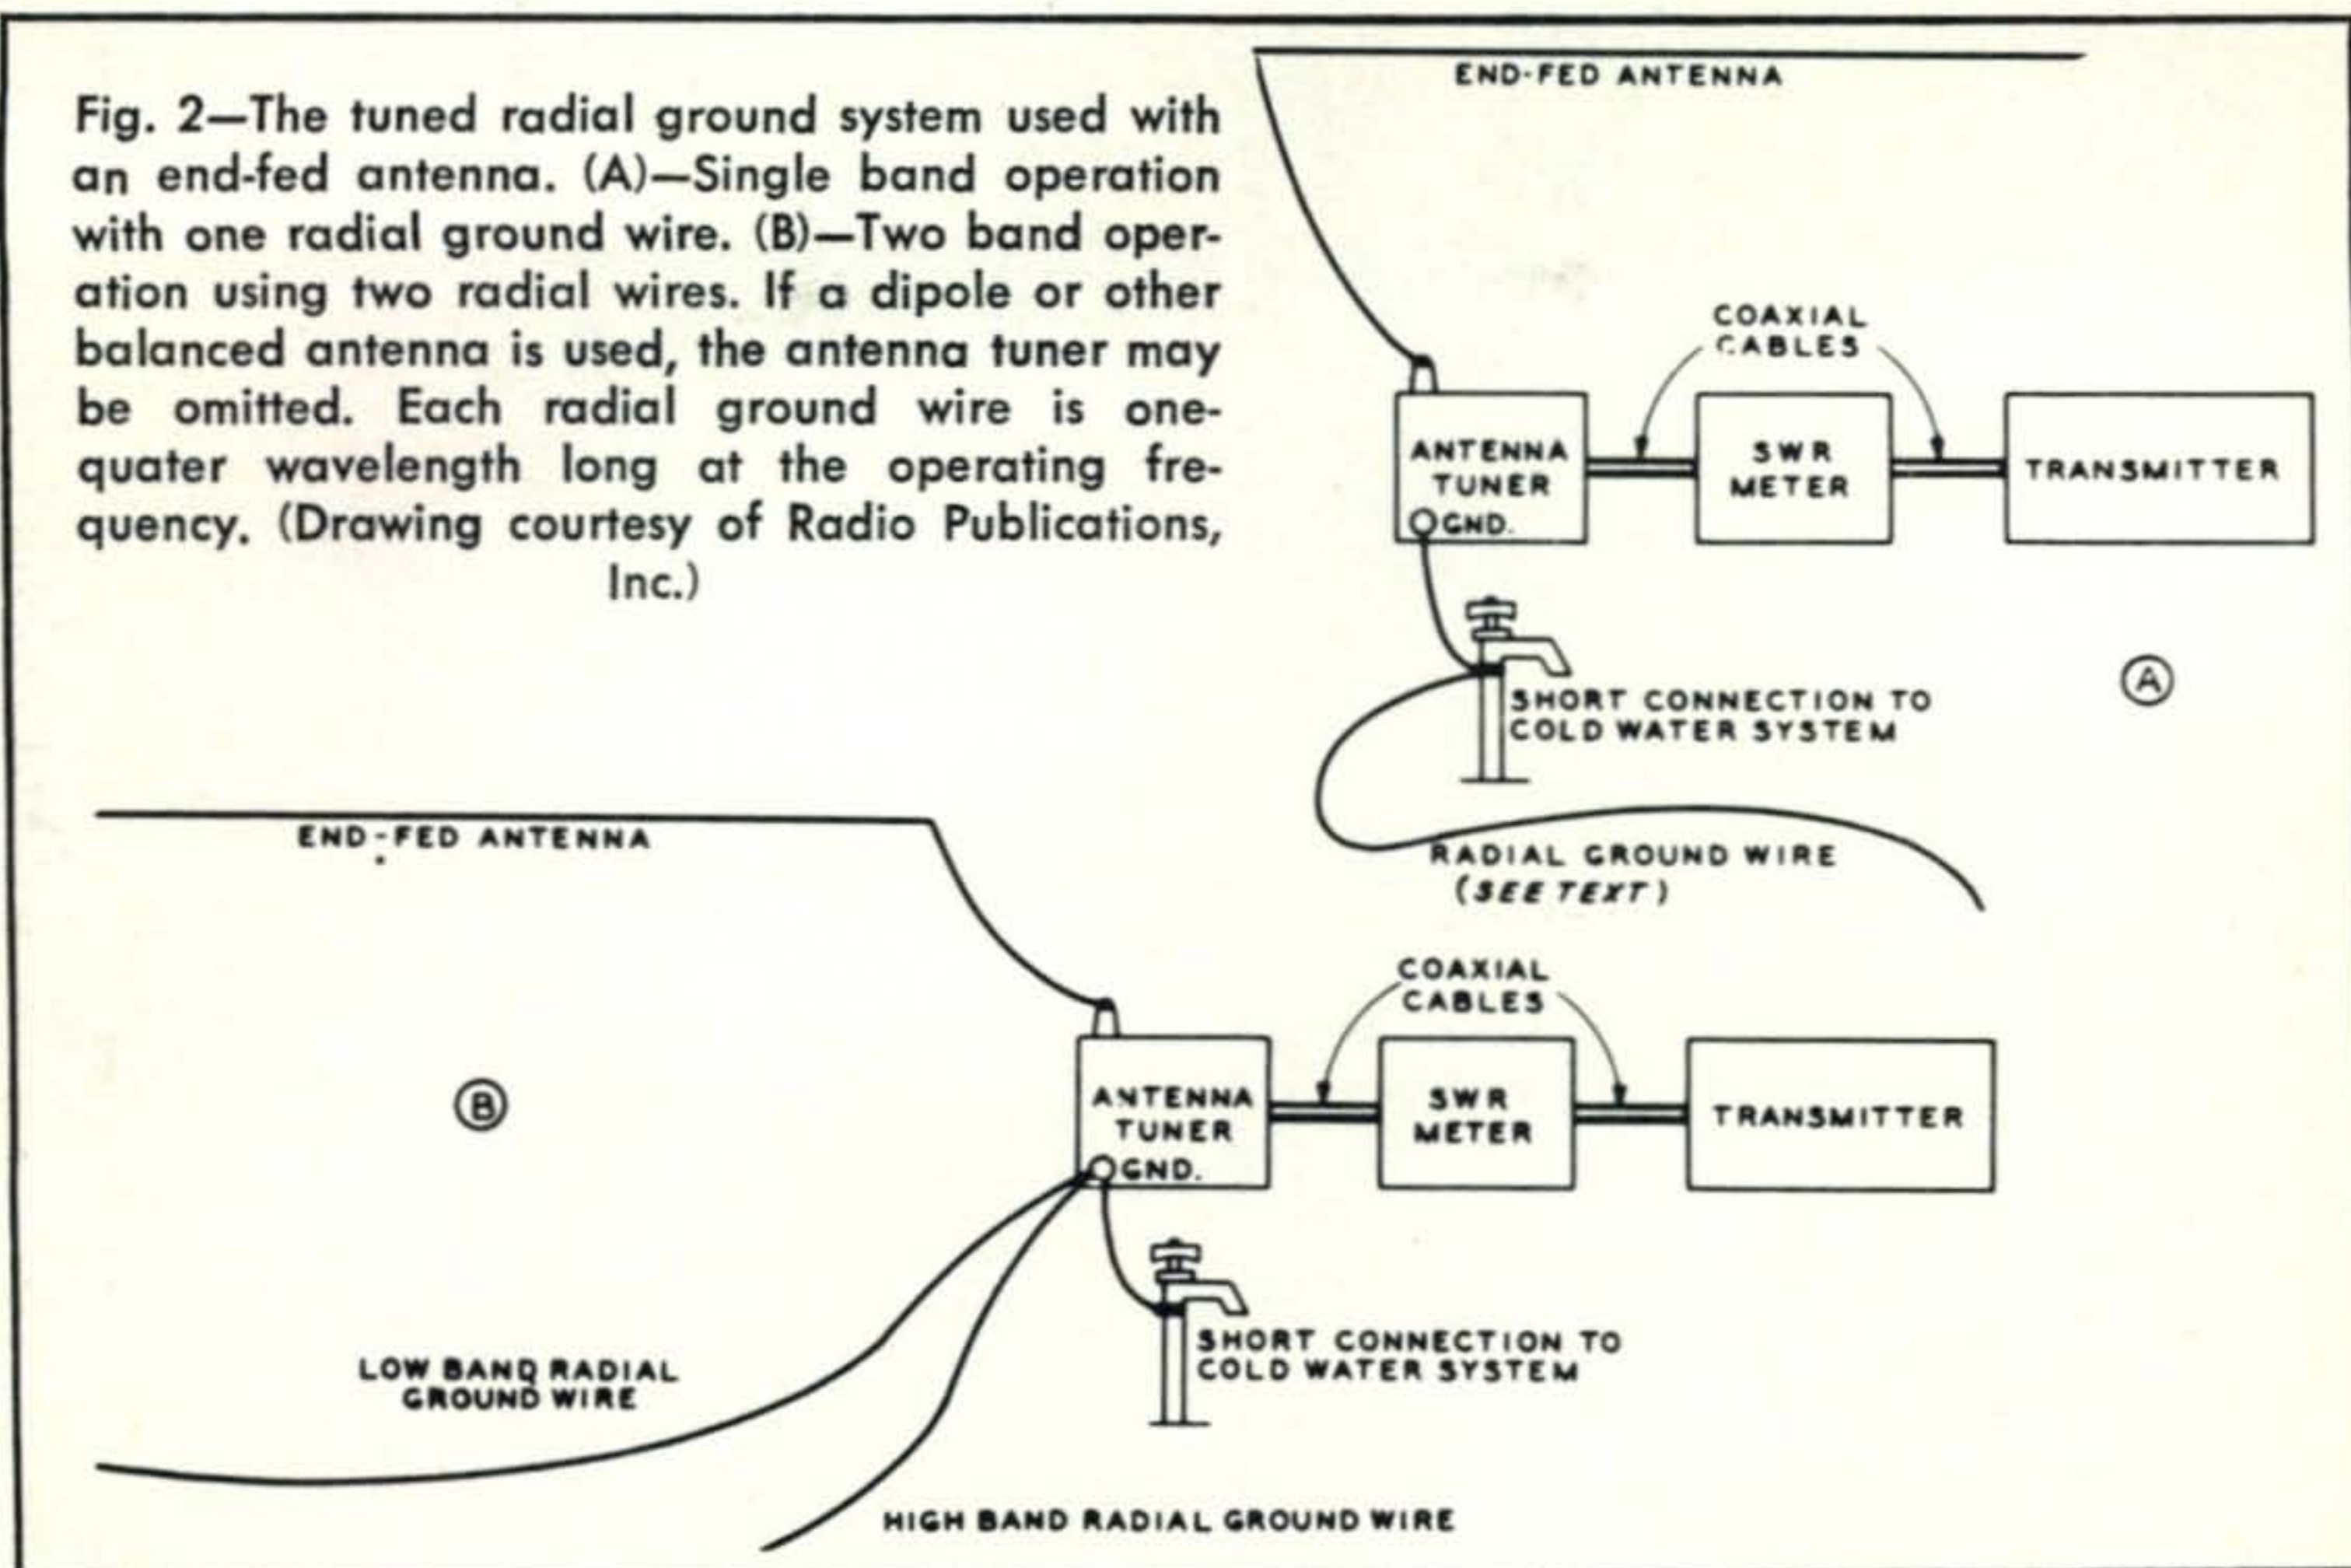 Fig. 2—The tuned radial ground system used with
an end-fed antenna. (A)—Single band operation
with one radial ground wire. (B)—Two band oper-
ation using two radial wires. If a dipole or other
balanced antenna is used, the antenna tuner may
be omitted. Each radial ground wire is one-
quater wavelength long at the operating fre-
quency. (Drawing courtesy of Radio Publications,
Inc.)
END-FED ANTENNA
COAXIAL
CABLES
ANTENNA
TUNER
GND.
SWR
METER
TRANSMITTER
SHORT CONNECTION TO
COLD WATER SYSTEM
A
RADIAL GROUND WIRE
(SEE TEXT)
END-FED ANTENNA
COAXIAL
CABLES
B
ANTENNA
TUNER
GND.
SWR
METER
TRANSMITTER
SHORT CONNECTION TO
COLD WATER SYSTEM
LOW BAND RADIAL
GROUND WIRE
HIGH BAND RADIAL GROUND WIRE